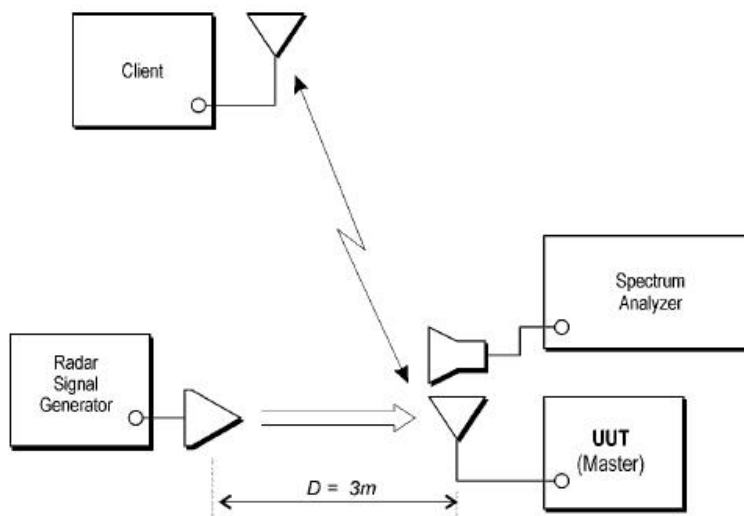 Client
Spectrum
Analyzer
Radar
Signal
Generator
UUT
(Master)
D = 3m